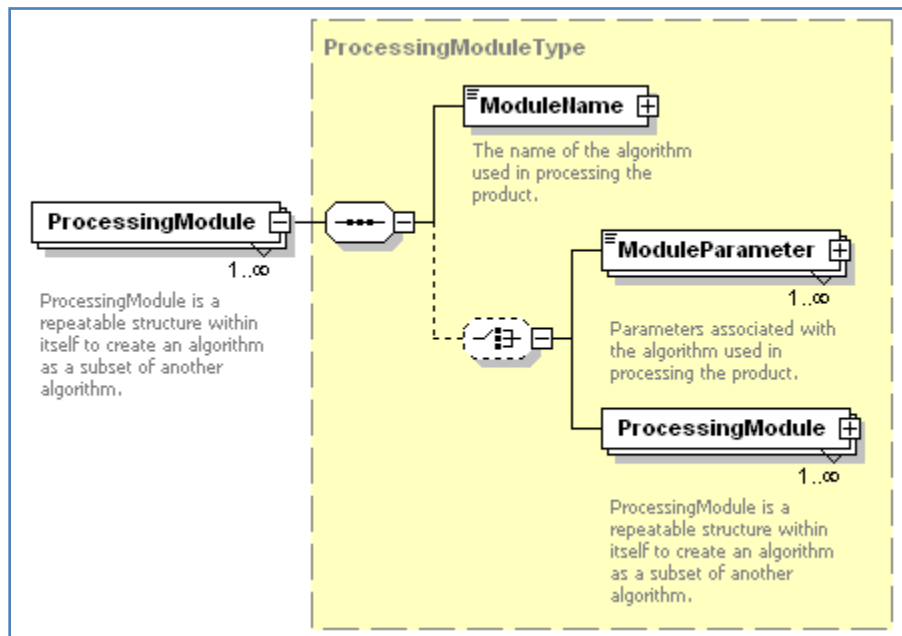 ProcessingModuleType
ModuleName
The name of the algorithm
used in processing the
product.
ProcessingModule
1..∞
ProcessingModule is a
repeatable structure within
itself to create an algorithm
as a subset of another
algorithm.
ModuleParameter
1..∞
Parameters associated with
the algorithm used in
processing the product.
ProcessingModule
1..∞
ProcessingModule is a
repeatable structure within
itself to create an algorithm
as a subset of another
algorithm.